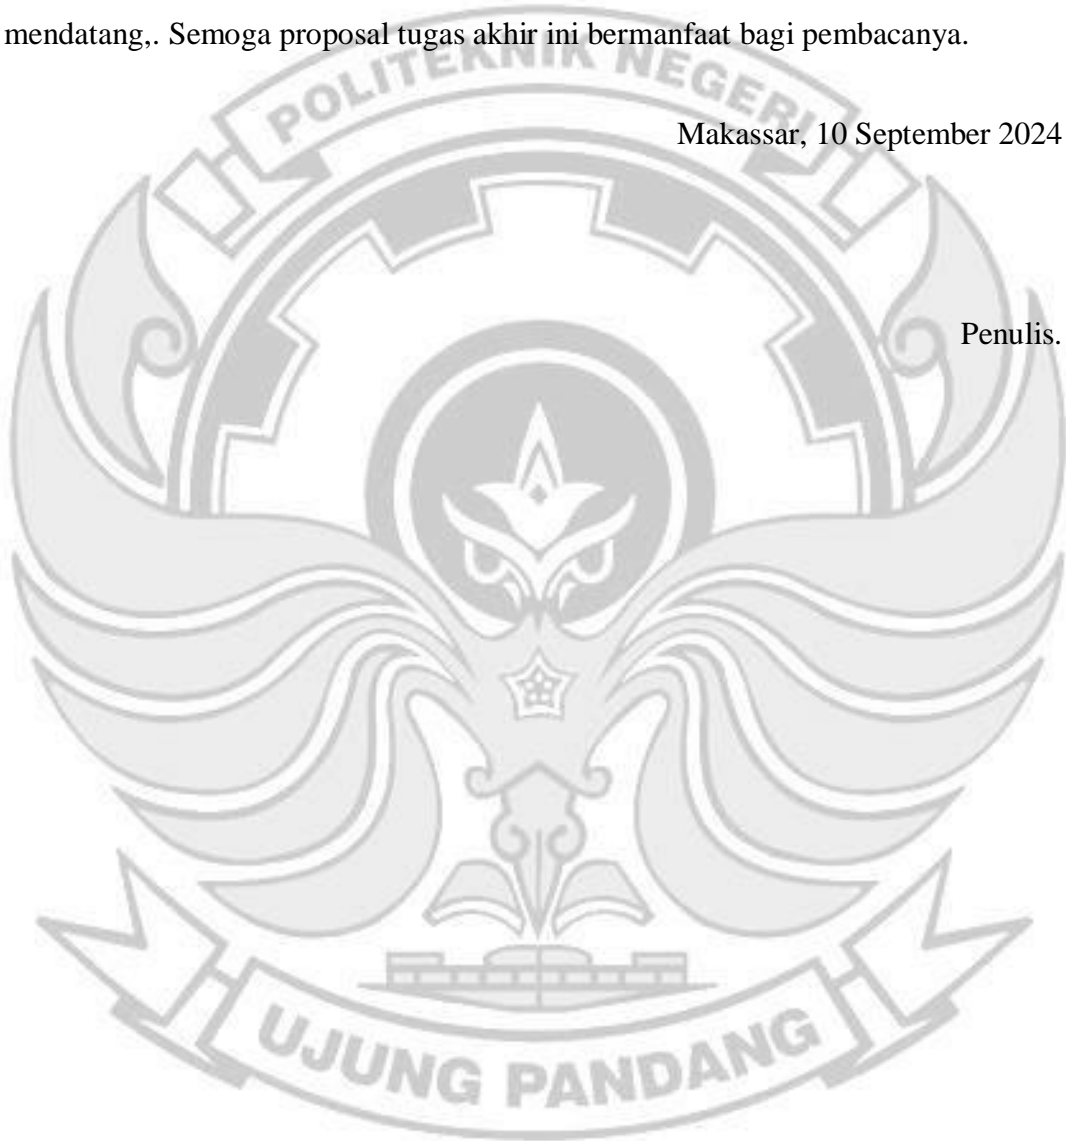 mendatang,. Semoga proposal tugas akhir ini bermanfaat bagi pembacanya.
POLITEKNIK NEGERI
Makassar, 10 September 2024
Penulis.
UJUNG PANDANG